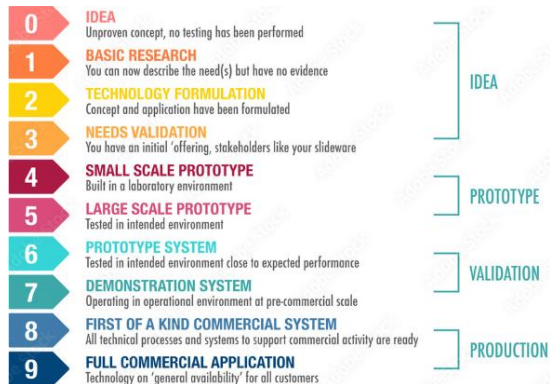 0
IDEA
Unproven concept, no testing has been performed
1
BASIC RESEARCH
You can now describe the need(s) but have no evidence
2
TECHNOLOGY FORMULATION
Concept and application have been formulated
3
NEEDS VALIDATION
You have an initial 'offering, stakeholders like your slideware
IDEA
4
SMALL SCALE PROTOTYPE
Built in a laboratory environment
5
LARGE SCALE PROTOTYPE
Tested in intended environment
PROTOTYPE
6
PROTOTYPE SYSTEM
Tested in intended environment close to expected performance
7
DEMONSTRATION SYSTEM
Operating in operational environment at pre-commercial scale
VALIDATION
8
FIRST OF A KIND COMMERCIAL SYSTEM
All technical processes and systems to support commercial activity are ready
9
FULL COMMERCIAL APPLICATION
Technology on 'general availability' for all customers
PRODUCTION